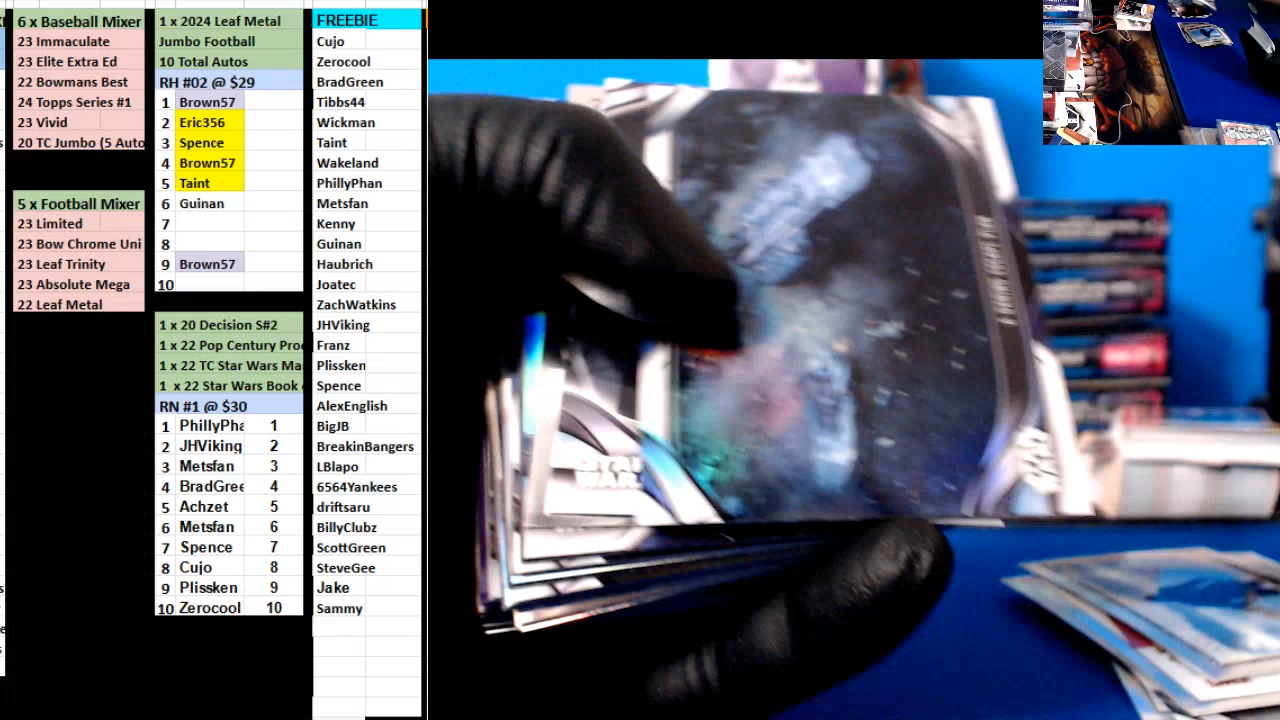 6 x Baseball Mixer
23 Immaculate
23 Elite Extra Ed
22 Bowmans Best
24 Topps Series #1
23 Vivid
20 TC Jumbo (5 Auto
5 x Football Mixer
23 Limited
23 Bow Chrome Uni
23 Leaf Trinity
23 Absolute Mega
22 Leaf Metal
1 x 2024 Leaf Metal
Jumbo Football
10 Total Autos
RH #02 @ $29
1 Brown57
2 Eric356
3 Spence
4 Brown57
5 Taint
6 Guinan
7
8
9 Brown57
10
1 x 20 Decision S#2
1 x 22 Pop Century Pro
1 x 22 TC Star Wars Ma
1 x 22 Star Wars Book
RN #1 @ $30
1 PhillyPha 1
2 JHViking 2
3 Metsfan 3
4 BradGree 4
5 Achzet 5
6 Metsfan 6
7 Spence 7
8 Cujo 8
9 Plissken 9
10 Zerocool 10
FREEBIE
Cujo
Zerocool
BradGreen
Tibbs44
Wickman
Taint
Wakeland
PhillyPhan
Metsfan
Kenny
Guinan
Haubrich
Joatec
ZachWatkins
JHViking
Franz
Plissken
Spence
AlexEnglish
BigJB
BreakinBangers
LBlapo
6564Yankees
driftsaru
BillyClubz
ScottGreen
SteveGee
Jake
Sammy